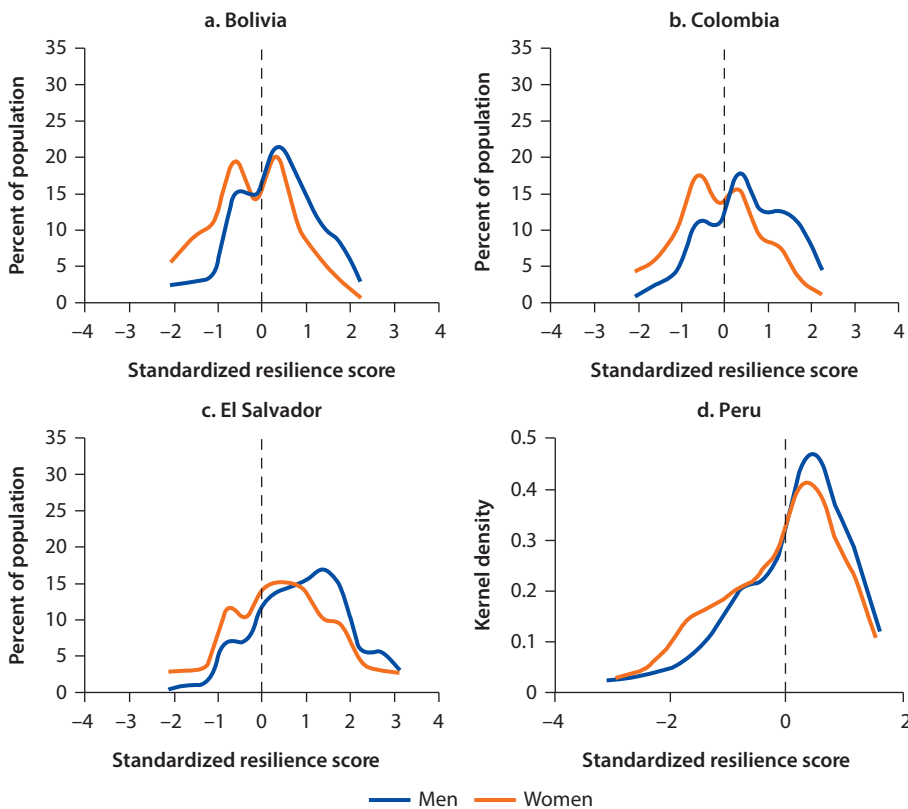 a. Bolivia
Percent of population
35
30
25
20
15
10
5
0
–4 –3 –2 –1 0 1 2 3 4
Standardized resilience score
b. Colombia
Percent of population
35
30
25
20
15
10
5
0
–4 –3 –2 –1 0 1 2 3 4
Standardized resilience score
c. El Salvador
Percent of population
35
30
25
20
15
10
5
0
–4 –3 –2 –1 0 1 2 3 4
Standardized resilience score
d. Peru
Kernel density
0.5
0.4
0.3
0.2
0.1
0
–4 –2 0 2
Standardized resilience score
Men Women